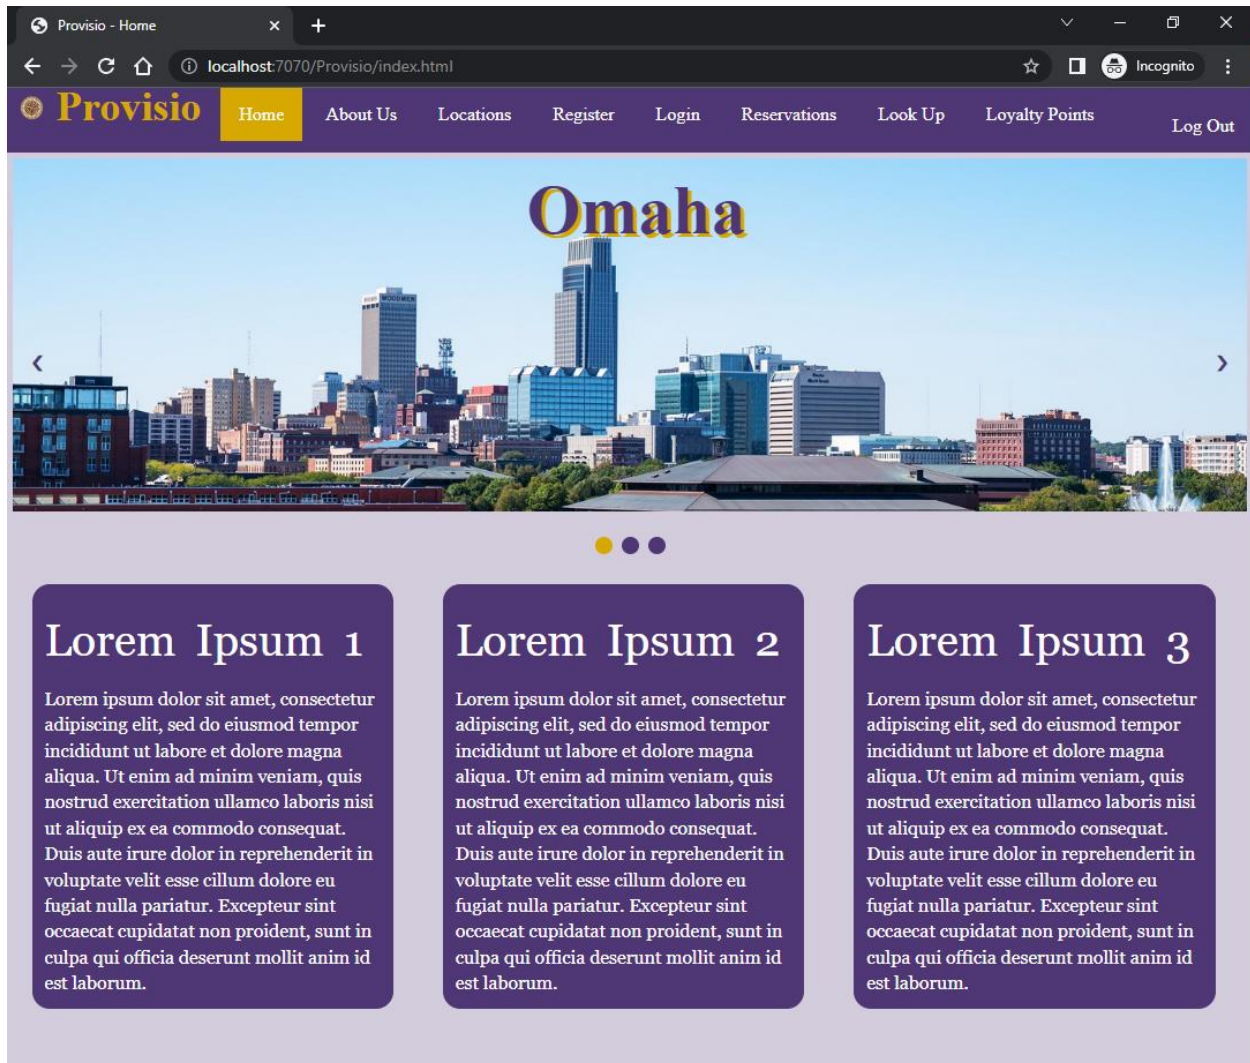 Provisio - Home
localhost:7070/Provisio/index.html
Incognito
Provisio Home About Us Locations Register Login Reservations Look Up Loyalty Points Log Out
Omaha
WOODMEN
Lorem Ipsum 1
Lorem ipsum dolor sit amet, consectetur
adipiscing elit, sed do eiusmod tempor
incididunt ut labore et dolore magna
aliqua. Ut enim ad minim veniam, quis
nostrud exercitation ullamco laboris nisi
ut aliquip ex ea commodo consequat.
Duis aute irure dolor in reprehenderit in
voluptate velit esse cillum dolore eu
fugiat nulla pariatur. Excepteur sint
occaecat cupidatat non proident, sunt in
culpa qui officia deserunt mollit anim id
est laborum.
Lorem Ipsum 2
Lorem ipsum dolor sit amet, consectetur
adipiscing elit, sed do eiusmod tempor
incididunt ut labore et dolore magna
aliqua. Ut enim ad minim veniam, quis
nostrud exercitation ullamco laboris nisi
ut aliquip ex ea commodo consequat.
Duis aute irure dolor in reprehenderit in
voluptate velit esse cillum dolore eu
fugiat nulla pariatur. Excepteur sint
occaecat cupidatat non proident, sunt in
culpa qui officia deserunt mollit anim id
est laborum.
Lorem Ipsum 3
Lorem ipsum dolor sit amet, consectetur
adipiscing elit, sed do eiusmod tempor
incididunt ut labore et dolore magna
aliqua. Ut enim ad minim veniam, quis
nostrud exercitation ullamco laboris nisi
ut aliquip ex ea commodo consequat.
Duis aute irure dolor in reprehenderit in
voluptate velit esse cillum dolore eu
fugiat nulla pariatur. Excepteur sint
occaecat cupidatat non proident, sunt in
culpa qui officia deserunt mollit anim id
est laborum.